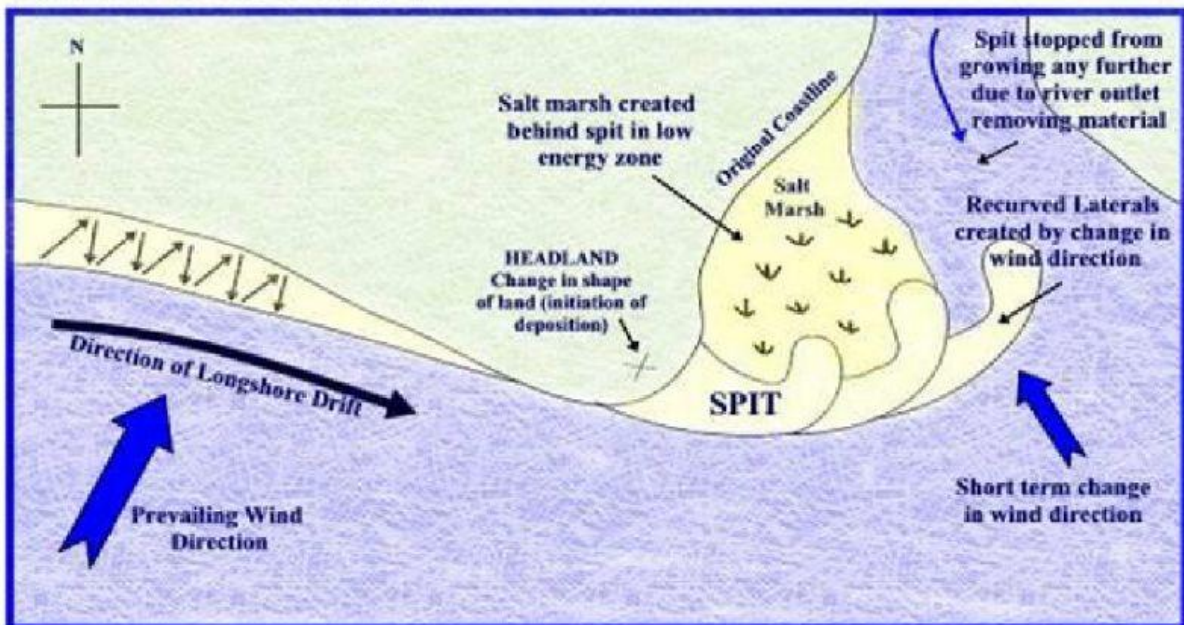 N
Spit stopped from
growing any further
due to river outlet
removing material
Salt marsh created
behind spit in low
energy zone
Original Coastline
Salt
Marsh
Recurved Laterals
created by change in
wind direction
HEADLAND
Change in shape
of land (initiation of
deposition)
Direction of Longshore Drift
SPIT
Prevailing Wind
Direction
Short term change
in wind direction